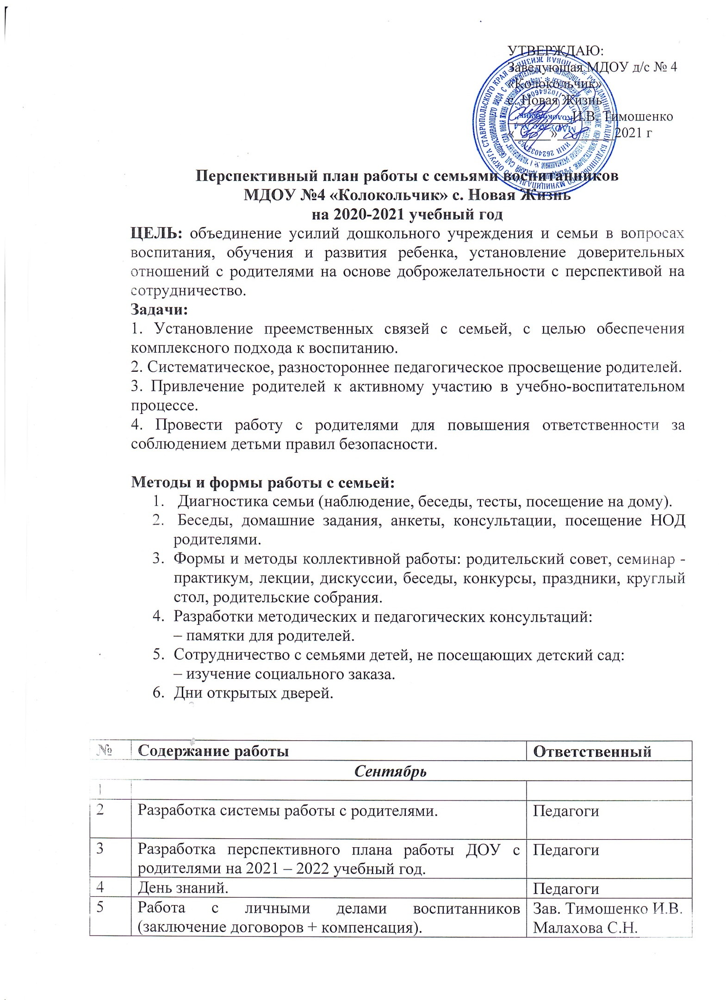 УТВЕРЖДАЮ:
Заведующая МДОУ д/с № 4
«Колокольчик»
с. Новая Жизнь
И.В. Тимошенко
«____»________2021 г
Перспективный план работы с семьями воспитанников
МДОУ №4 «Колокольчик» с. Новая Жизнь
на 2020-2021 учебный год
ЦЕЛЬ: объединение усилий дошкольного учреждения и семьи в вопросах
воспитания, обучения и развития ребенка, установление доверительных
отношений с родителями на основе доброжелательности с перспективой на
сотрудничество.
Задачи:
1. Установление преемственных связей с семьей, с целью обеспечения
комплексного подхода к воспитанию.
2. Систематическое, разностороннее педагогическое просвещение родителей.
3. Привлечение родителей к активному участию в учебно-воспитательном
процессе.
4. Провести работу с родителями для повышения ответственности за
соблюдением детьми правил безопасности.
Методы и формы работы с семьей:
1. Диагностика семьи (наблюдение, беседы, тесты, посещение на дому).
2. Беседы, домашние задания, анкеты, консультации, посещение НОД
родителями.
3. Формы и методы коллективной работы: родительский совет, семинар -
практикум, лекции, дискуссии, беседы, конкурсы, праздники, круглый
стол, родительские собрания.
4. Разработки методических и педагогических консультаций:
– памятки для родителей.
5. Сотрудничество с семьями детей, не посещающих детский сад:
– изучение социального заказа.
6. Дни открытых дверей.
№ Содержание работы Ответственный
Сентябрь
1
2 Разработка системы работы с родителями. Педагоги
3 Разработка перспективного плана работы ДОУ с Педагоги
родителями на 2021 – 2022 учебный год.
4 День знаний. Педагоги
5 Работа с личными делами воспитанников Зав. Тимошенко И.В.
(заключение договоров + компенсация). Малахова С.Н.